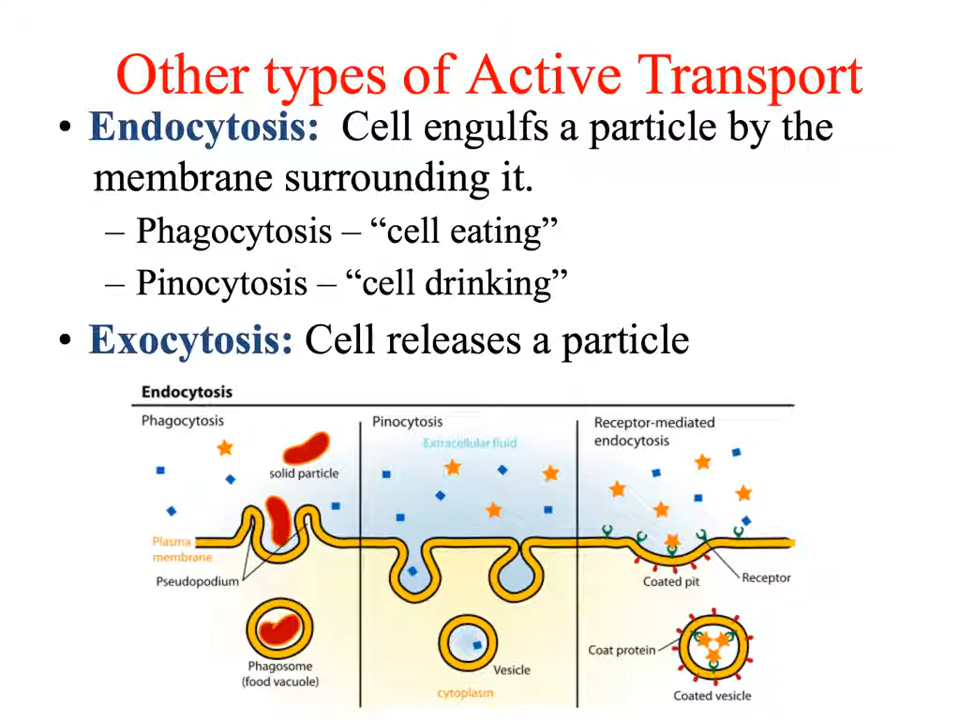 Other types of Active Transport
• Endocytosis: Cell engulfs a particle by the
membrane surrounding it.
– Phagocytosis – “cell eating”
– Pinocytosis – “cell drinking”
• Exocytosis: Cell releases a particle
Endocytosis
Phagocytosis
solid particle
Plasma
membrane
Pseudopodium
Phagosome
(food vacuole)
Pinocytosis
Extracellular fluid
Vesicle
cytoplasm
Receptor-mediated
endocytosis
Coated pit
Receptor
Coat protein
Coated vesicle